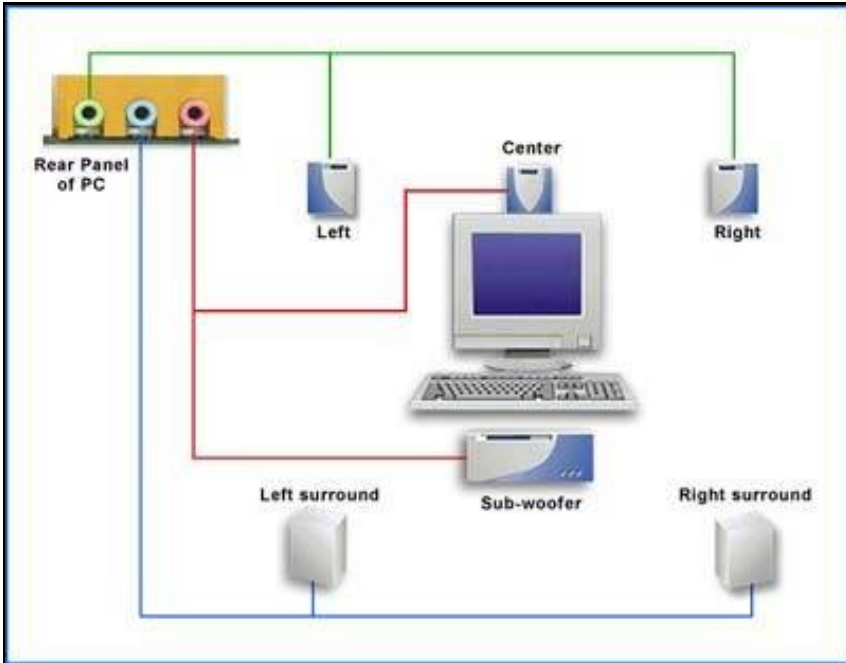 Center
Rear Panel
of PC
Left
Right
Left surround
Right surround
Sub-woofer